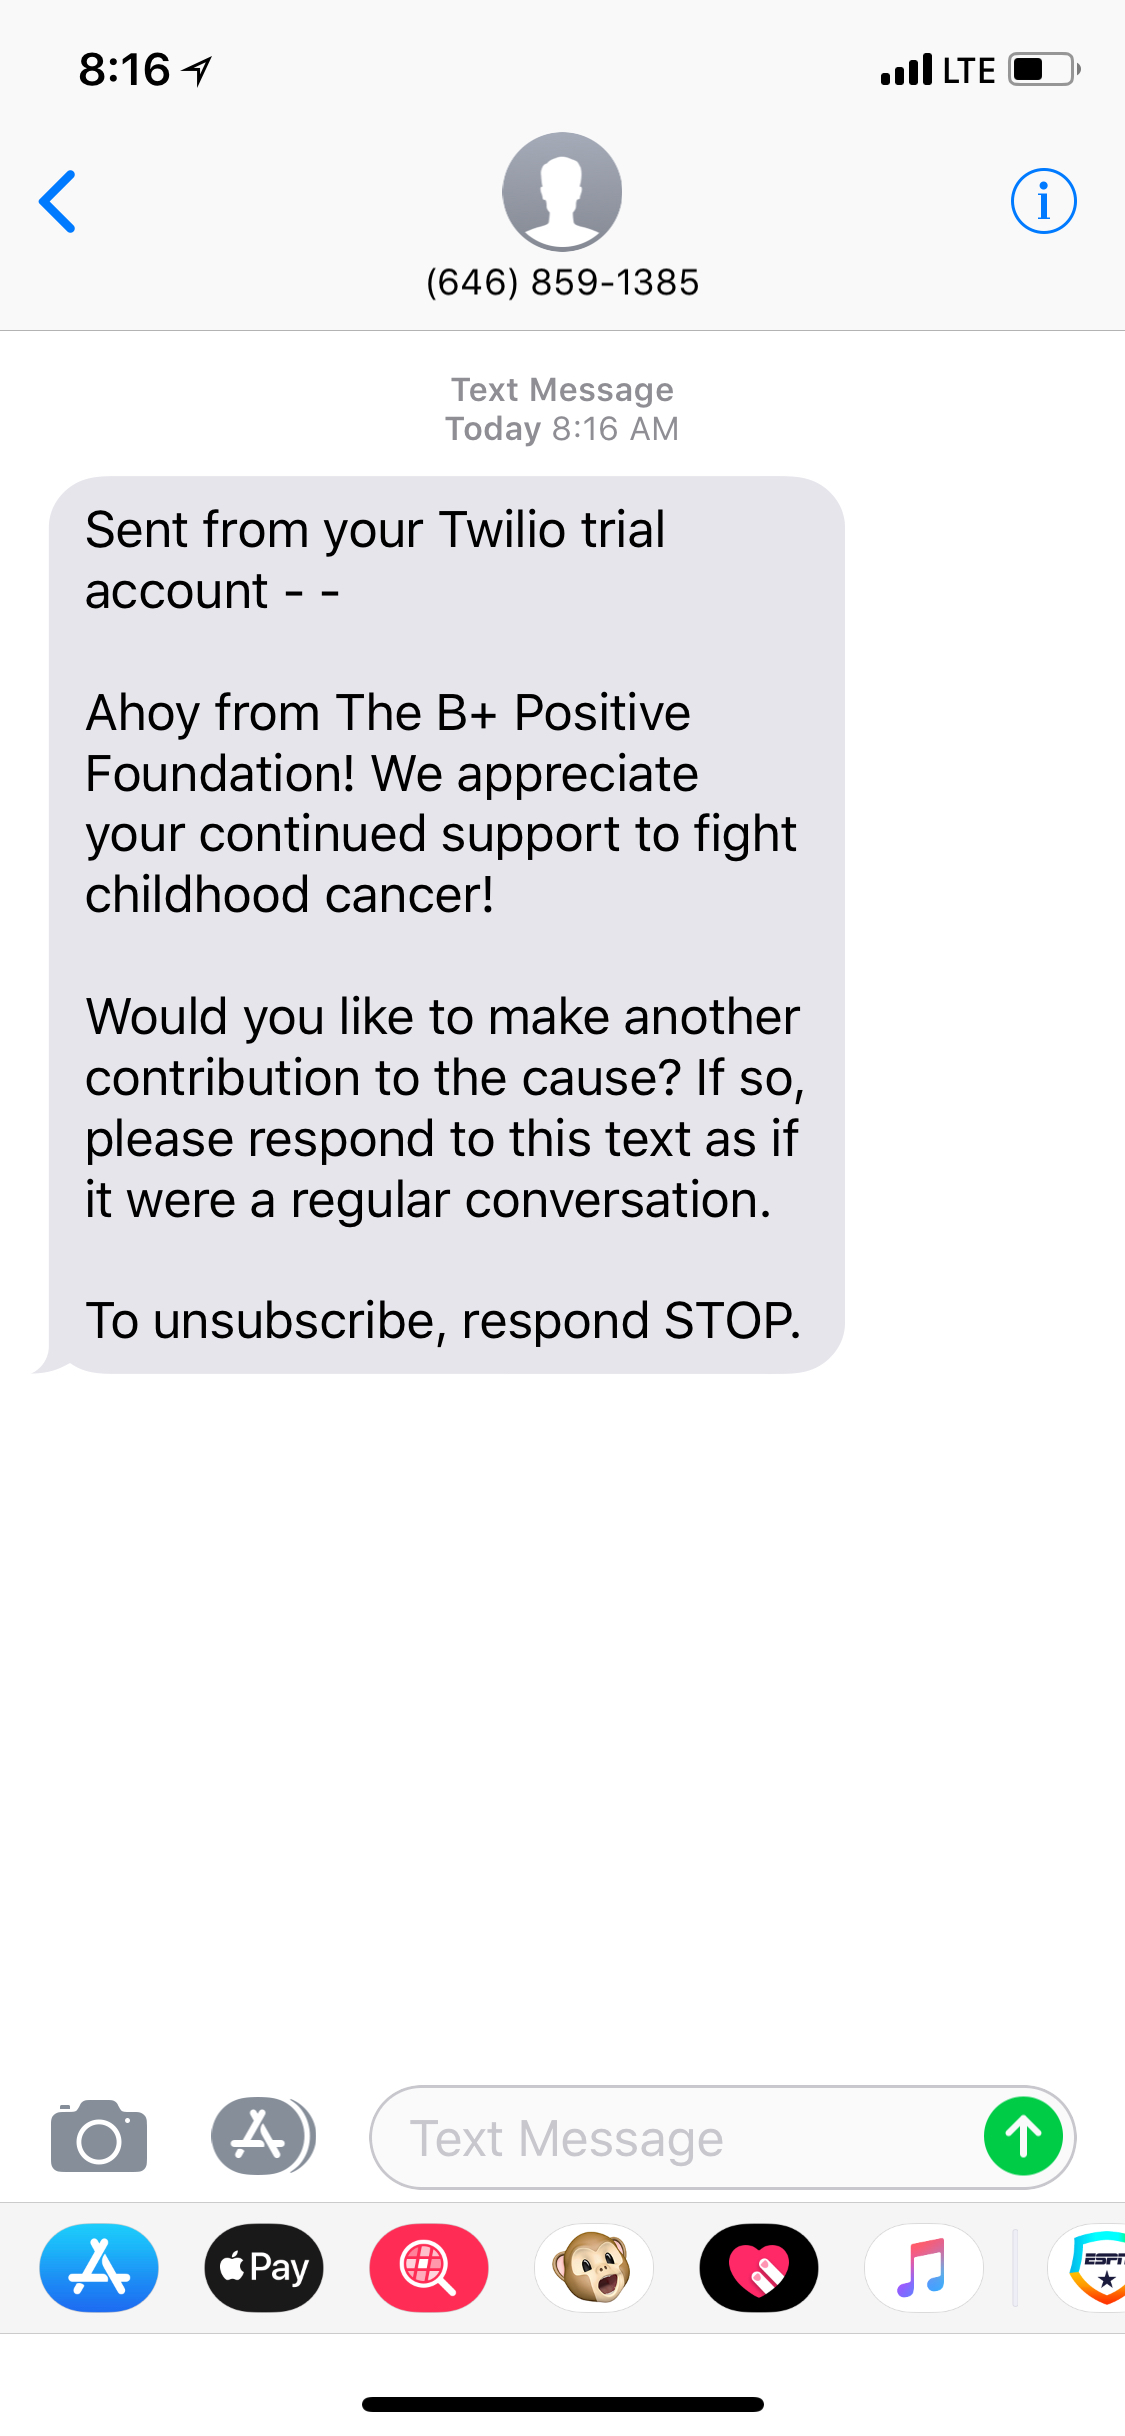 8:16
LTE
(646) 859-1385
Text Message
Today 8:16 AM
Sent from your Twilio trial
account - -
Ahoy from The B+ Positive
Foundation! We appreciate
your continued support to fight
childhood cancer!
Would you like to make another
contribution to the cause? If so,
please respond to this text as if
it were a regular conversation.
To unsubscribe, respond STOP.
Text Message
Pay